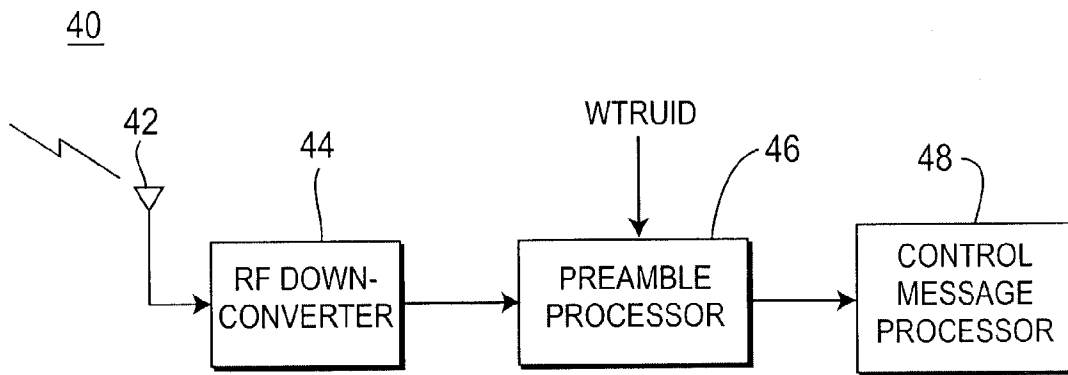 40
42
44
WTRUID
46
48
RF DOWN-
CONVERTER
PREAMBLE
PROCESSOR
CONTROL
MESSAGE
PROCESSOR